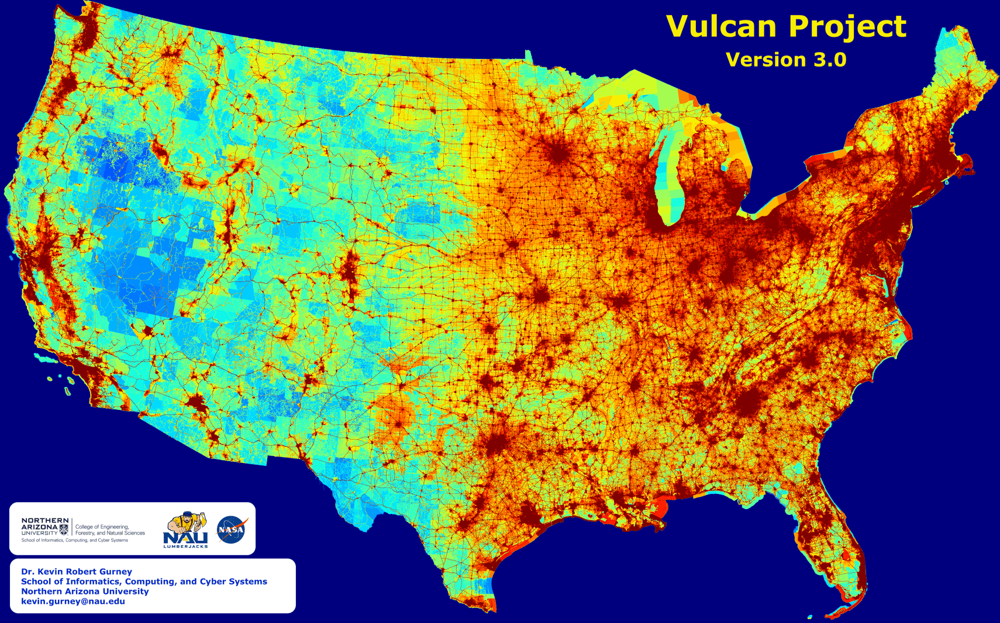 Vulcan Project
Version 3.0
NORTHERN
ARIZONA
UNIVERSITY
College of Engineering,
Forestry, and Natural Sciences
School of Informatics, Computing, and Cyber Systems
NAU
LUMBERJACKS
NASA
Dr. Kevin Robert Gurney
School of Informatics, Computing, and Cyber Systems
Northern Arizona University
kevin.gurney@nau.edu